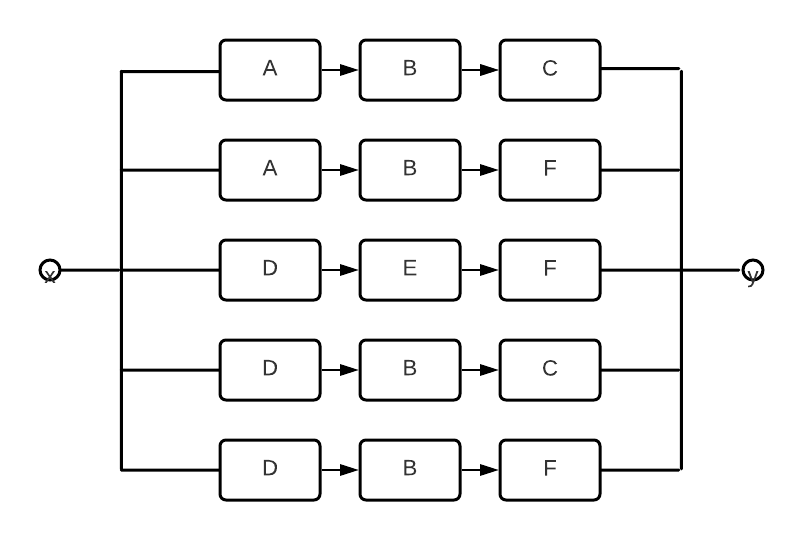 A B C
A B F
x D E F y
D B C
D B F